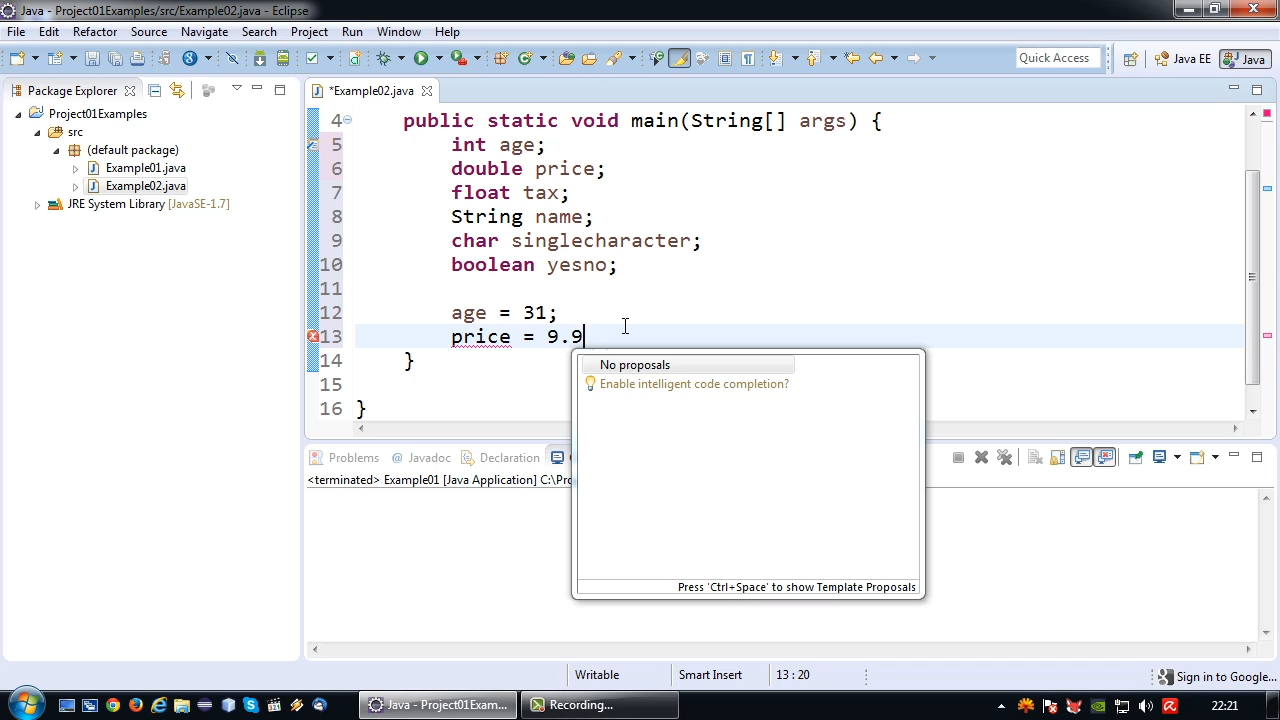 Java - Project01Examples/src/Example02.java - Eclipse
File Edit Refactor Source Navigate Search Project Run Window Help
Quick Access Java EE Java
Package Explorer
Project01Examples
src
(default package)
Example01.java
Example02.java
JRE System Library [JavaSE-1.7]
*Example02.java
4 public static void main(String[] args) {
5 int age;
6 double price;
7 float tax;
8 String name;
9 char singlecharacter;
10 boolean yesno;
11
12 age = 31;
13 price = 9.9
14 }
15
16 }
No proposals
Enable intelligent code completion?
Press 'Ctrl+Space' to show Template Proposals
Problems @ Javadoc Declaration
<terminated> Example01 [Java Application] C:\Pro
Writable Smart Insert 13 : 20 Sign in to Google...
Java - Project01Exam... Recording... 22:21